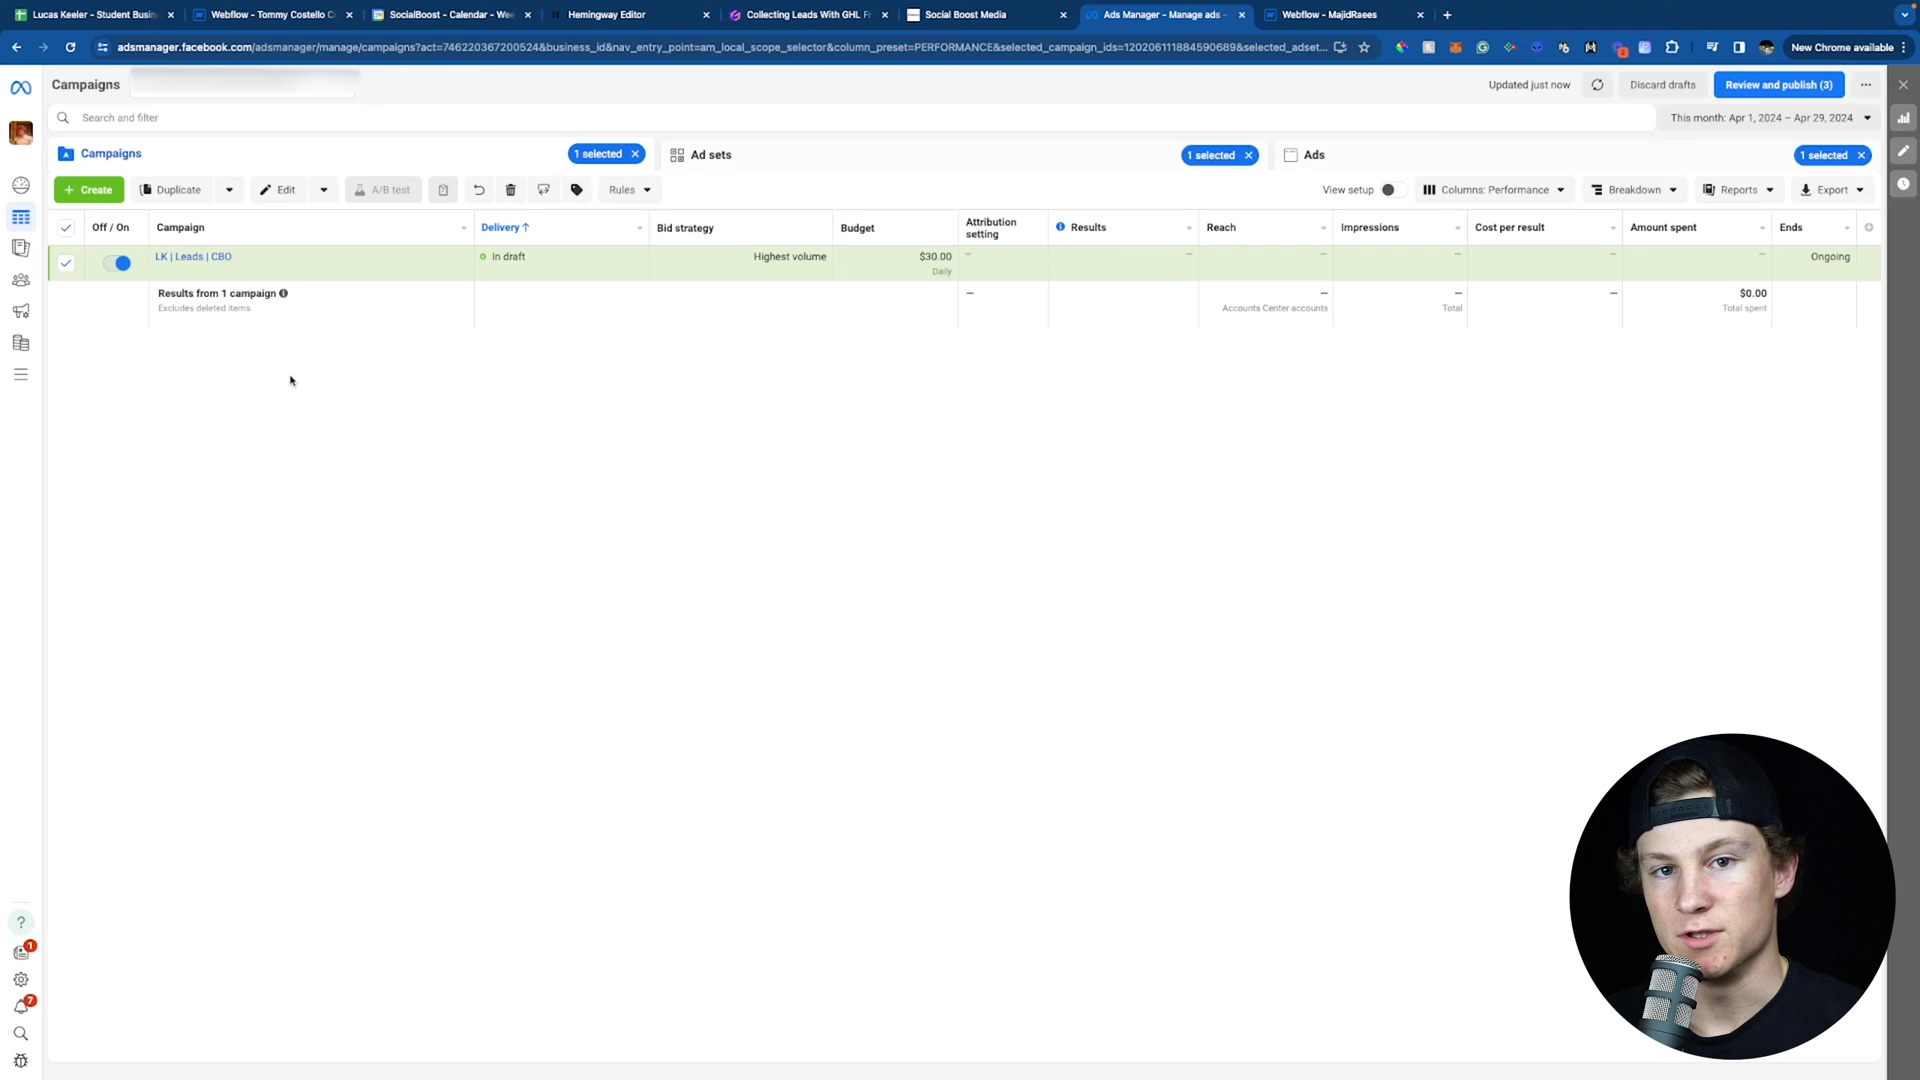 Lucas Keeler - Student Busin
Webflow - Tommy Costello C
SocialBoost - Calendar - Wee
Hemingway Editor
Collecting Leads With GHL Fr
Social Boost Media
Ads Manager - Manage ads -
Webflow - MajidRaees
adsmanager.facebook.com/adsmanager/manage/campaigns?act=746220367200524&business_id&nav_entry_point=am_local_scope_selector&column_preset=PERFORMANCE&selected_campaign_ids=120206111884590689&selected_adset...
2
New Chrome available
Campaigns
Updated just now
Discard drafts
Review and publish (3)
Search and filter
This month: Apr 1, 2024 – Apr 29, 2024
Campaigns
1 selected
Ad sets
1 selected
Ads
1 selected
+ Create
Duplicate
Edit
A/B test
Rules
View setup
Columns: Performance
Breakdown
Reports
Export
Off / On
Campaign
Delivery ↑
Bid strategy
Budget
Attribution setting
Results
Reach
Impressions
Cost per result
Amount spent
Ends
LK | Leads | CBO
In draft
Highest volume
$30.00
Daily
—
—
—
—
—
—
Ongoing
Results from 1 campaign
Excludes deleted items
—
—
Accounts Center accounts
—
Total
—
$0.00
Total spent
?
1
7